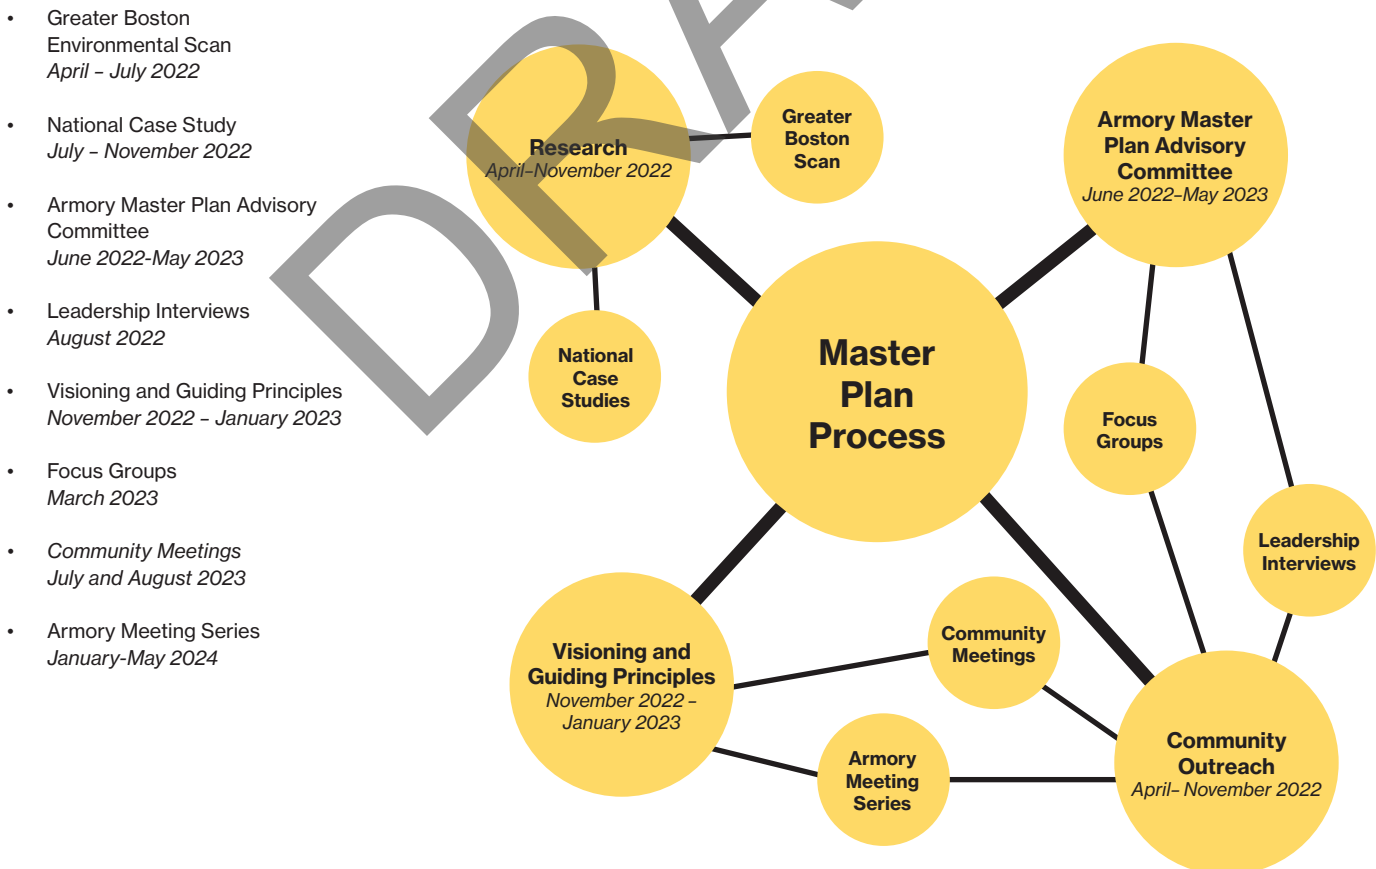 • Greater Boston
Environmental Scan
April – July 2022
• National Case Study
July – November 2022
• Armory Master Plan Advisory
Committee
June 2022-May 2023
• Leadership Interviews
August 2022
• Visioning and Guiding Principles
November 2022 – January 2023
• Focus Groups
March 2023
• Community Meetings
July and August 2023
• Armory Meeting Series
January-May 2024
Research
April–November 2022
Greater
Boston
Scan
Armory Master
Plan Advisory
Committee
June 2022–May 2023
National
Case
Studies
Master
Plan
Process
Focus
Groups
Leadership
Interviews
Visioning and
Guiding Principles
November 2022 –
January 2023
Community
Meetings
Armory
Meeting
Series
Community
Outreach
April– November 2022
DRA